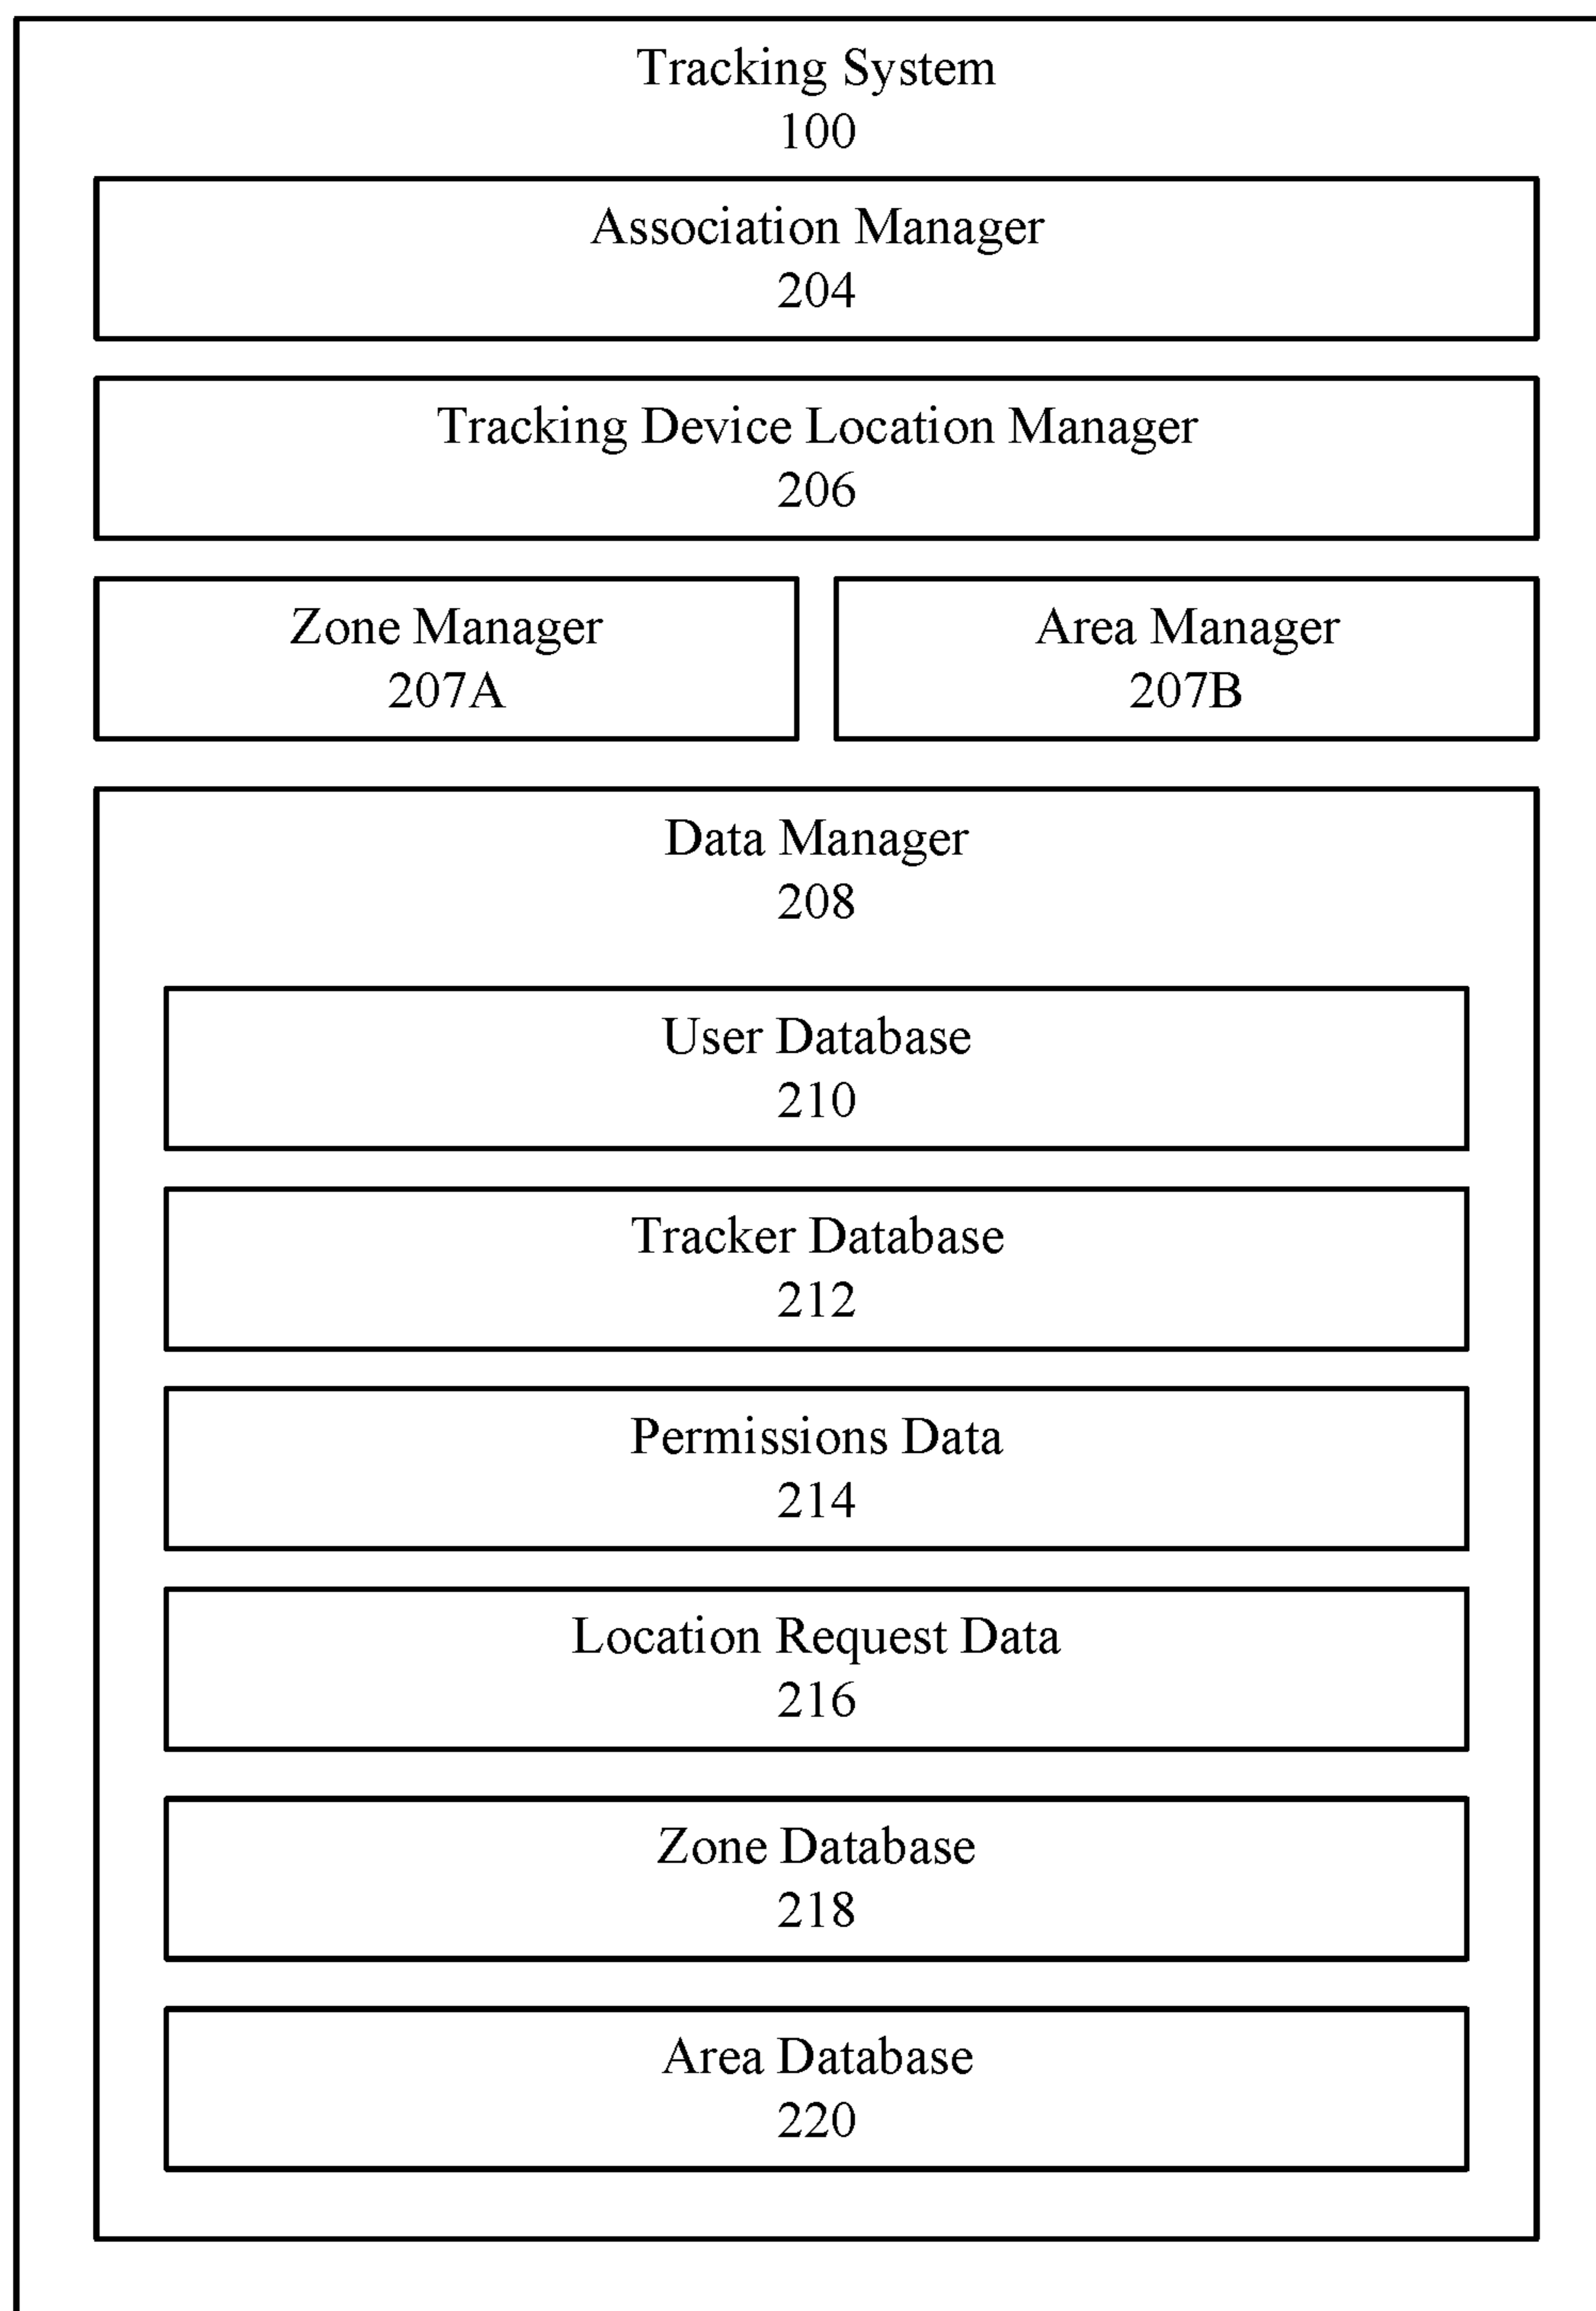 Tracking System
100
Association Manager
204
Tracking Device Location Manager
206
Zone Manager
207A
Area Manager
207B
Data Manager
208
User Database
210
Tracker Database
212
Permissions Data
214
Location Request Data
216
Zone Database
218
Area Database
220